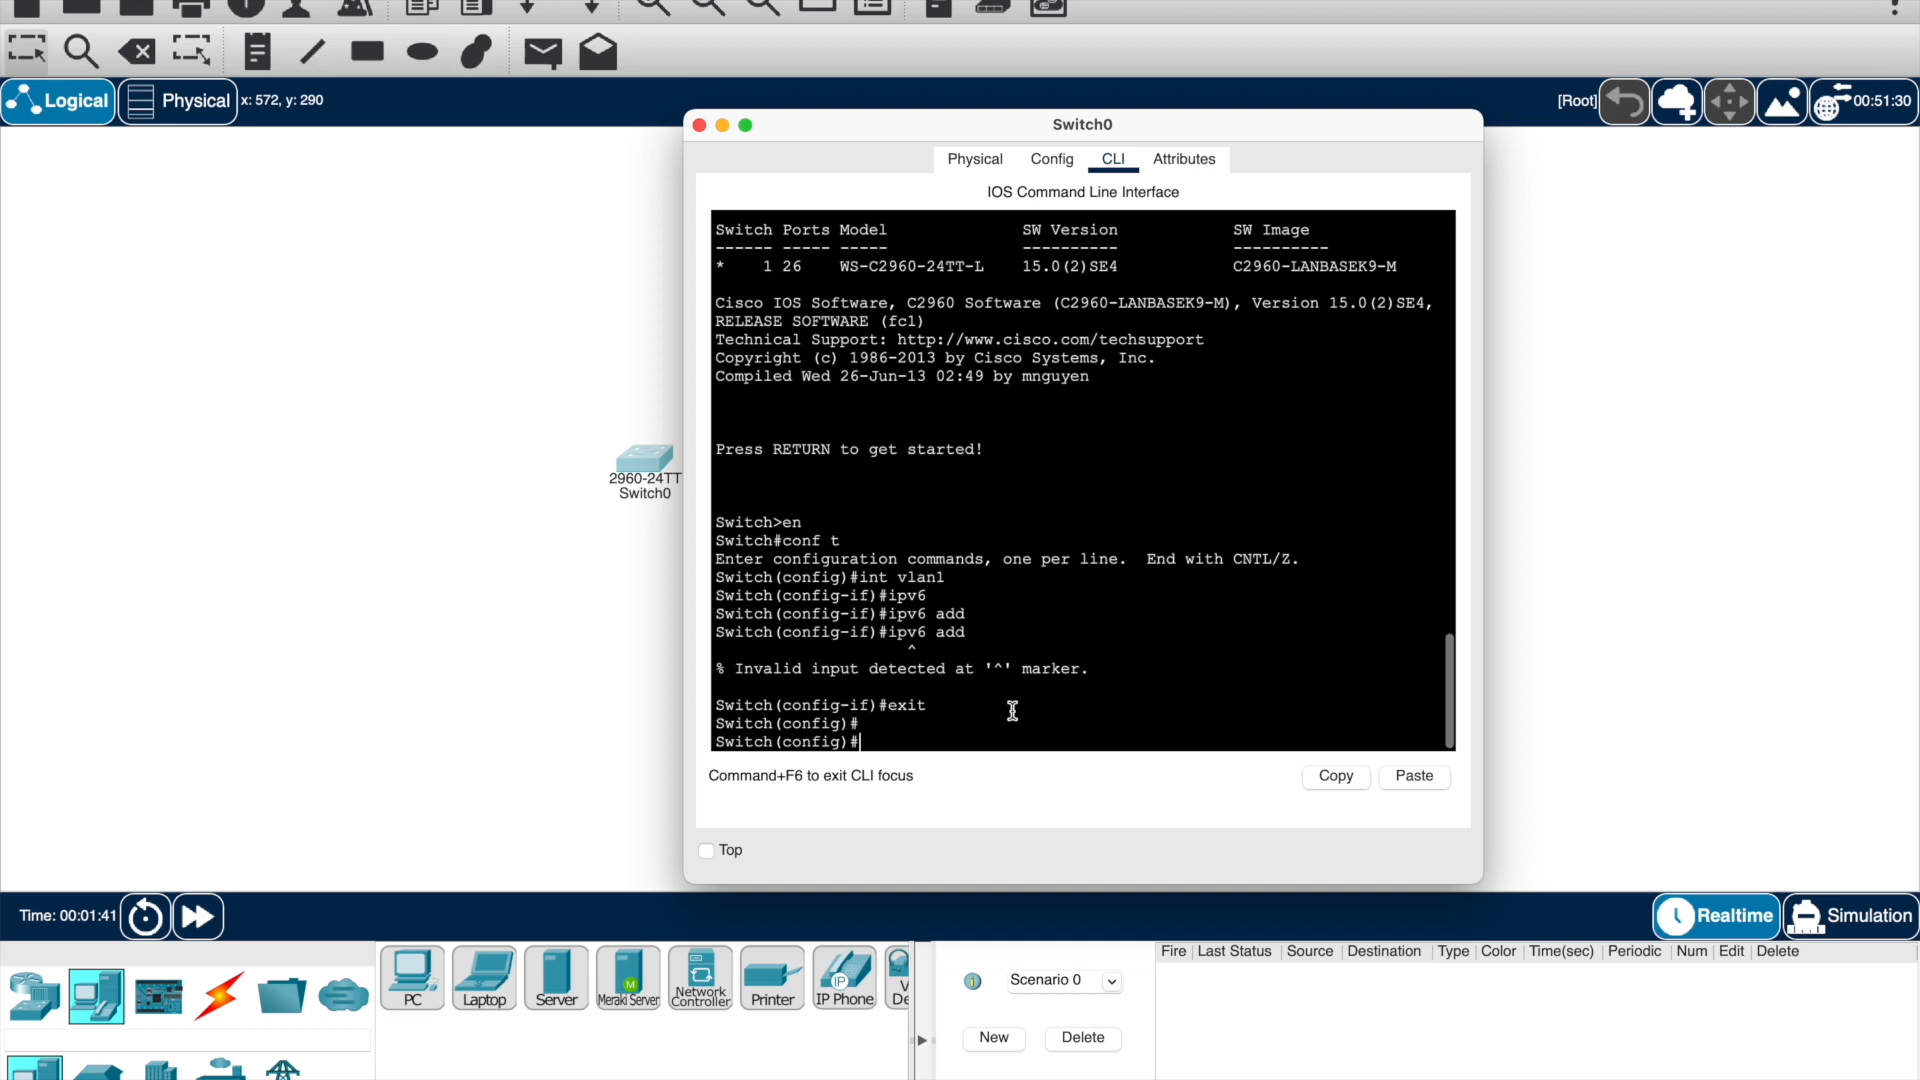 Logical
Physical
x: 572, y: 290
[Root]
00:51:30
Switch0
Physical Config CLI Attributes
IOS Command Line Interface
Switch Ports Model SW Version SW Image
------ ----- ----- ---------- ----------
* 1 26 WS-C2960-24TT-L 15.0(2)SE4 C2960-LANBASEK9-M
Cisco IOS Software, C2960 Software (C2960-LANBASEK9-M), Version 15.0(2)SE4,
RELEASE SOFTWARE (fc1)
Technical Support: http://www.cisco.com/techsupport
Copyright (c) 1986-2013 by Cisco Systems, Inc.
Compiled Wed 26-Jun-13 02:49 by mnguyen
Press RETURN to get started!
Switch>en
Switch#conf t
Enter configuration commands, one per line. End with CNTL/Z.
Switch(config)#int vlan1
Switch(config-if)#ipv6
Switch(config-if)#ipv6 add
Switch(config-if)#ipv6 add
^
% Invalid input detected at '^' marker.
Switch(config-if)#exit
Switch(config)#
Switch(config)#
2960-24TT
Switch0
Command+F6 to exit CLI focus
Copy
Paste
Top
Time: 00:01:41
Realtime
Simulation
PC
Laptop
Server
M
Meraki Server
Network
Controller
Printer
IP
IP Phone
Scenario 0
New
Delete
Fire Last Status Source Destination Type Color Time(sec) Periodic Num Edit Delete